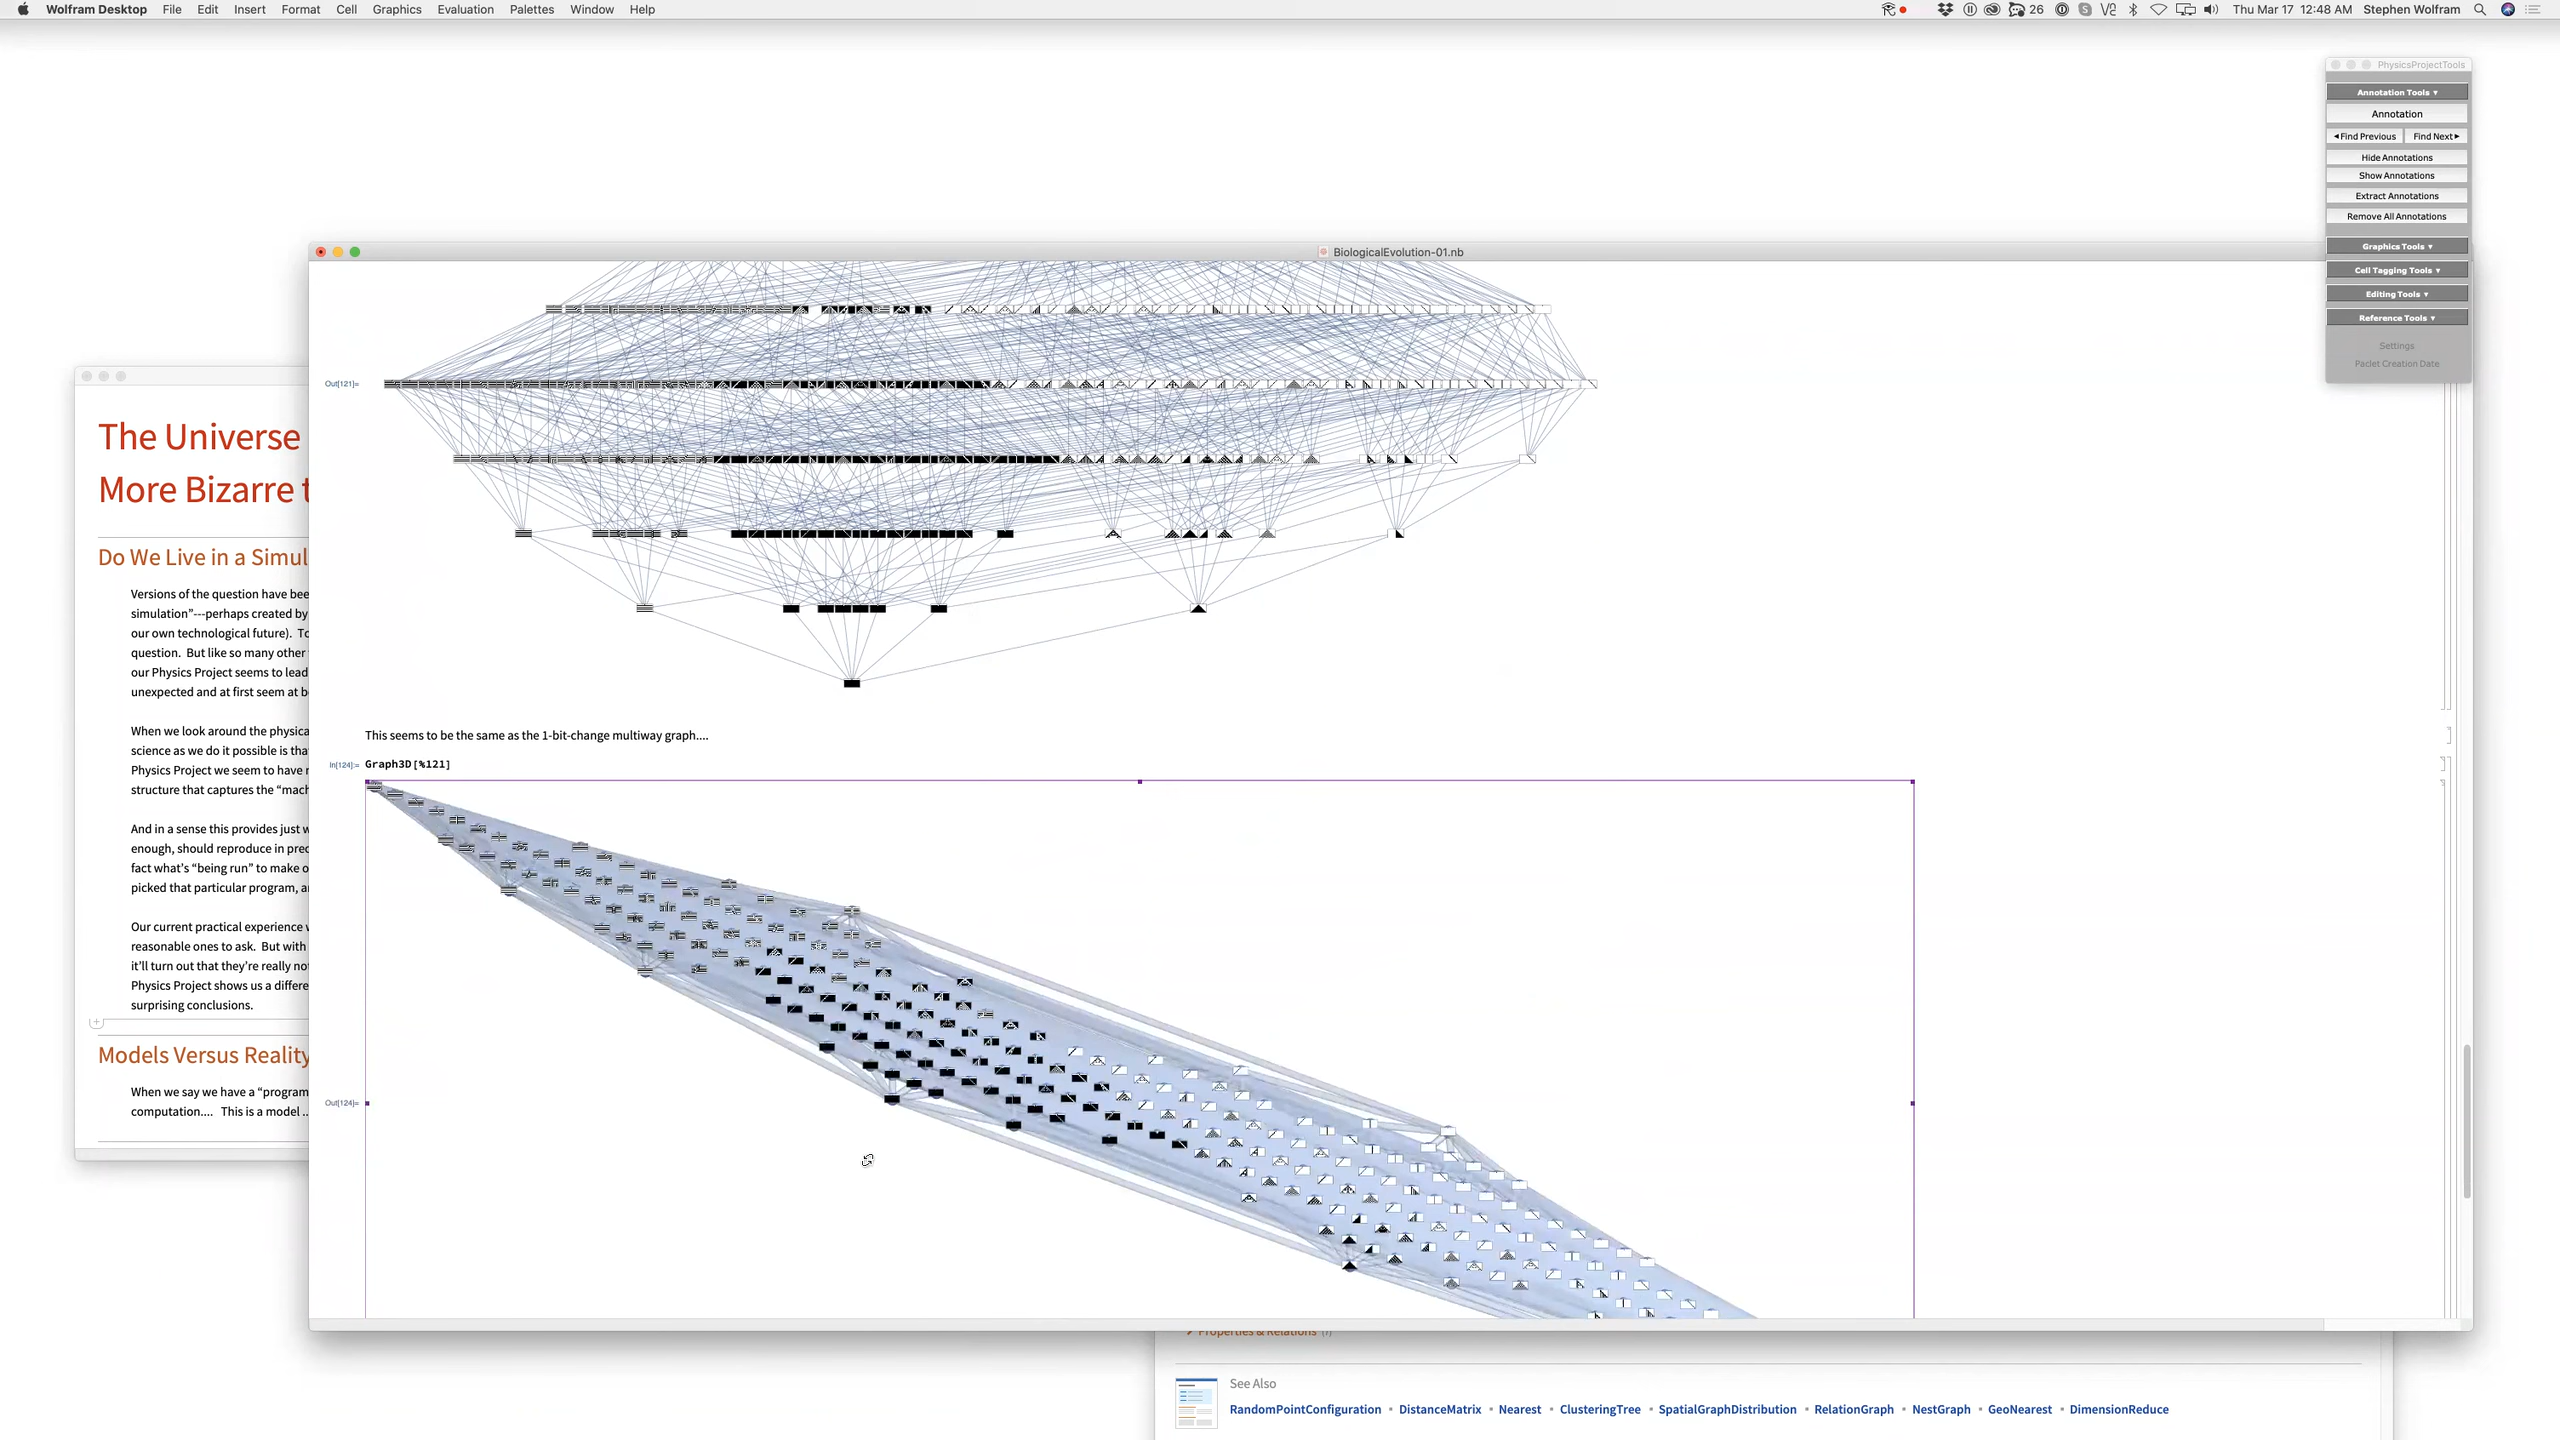 Wolfram Desktop File Edit Insert Format Cell Graphics Evaluation Palettes Window Help
26 Thu Mar 17 12:48 AM Stephen Wolfram
PhysicsProjectTools
Annotation Tools ▾
Annotation
◂Find Previous Find Next▸
Hide Annotations
Show Annotations
Extract Annotations
Remove All Annotations
Graphics Tools ▾
Cell Tagging Tools ▾
Editing Tools ▾
Reference Tools ▾
Settings
Paclet Creation Date
BiologicalEvolution-01.nb
Out[121]=
This seems to be the same as the 1-bit-change multiway graph....
In[124]:= Graph3D[%121]
Out[124]=
The Universe
More Bizarre
Do We Live in a Simul
Versions of the question have bee
simulation"---perhaps created by
our own technological future). To
question. But like so many other
our Physics Project seems to lead
unexpected and at first seem at b
When we look around the physica
science as we do it possible is tha
Physics Project we seem to have
structure that captures the "mach
And in a sense this provides just w
enough, should reproduce in prec
fact what's "being run" to make o
picked that particular program, a
Our current practical experience
reasonable ones to ask. But with
it'll turn out that they're really no
Physics Project shows us a differe
surprising conclusions.
Models Versus Reality
When we say we have a "program
computation.... This is a model ..
Properties & Relations (7)
See Also
RandomPointConfiguration ▪ DistanceMatrix ▪ Nearest ▪ ClusteringTree ▪ SpatialGraphDistribution ▪ RelationGraph ▪ NestGraph ▪ GeoNearest ▪ DimensionReduce